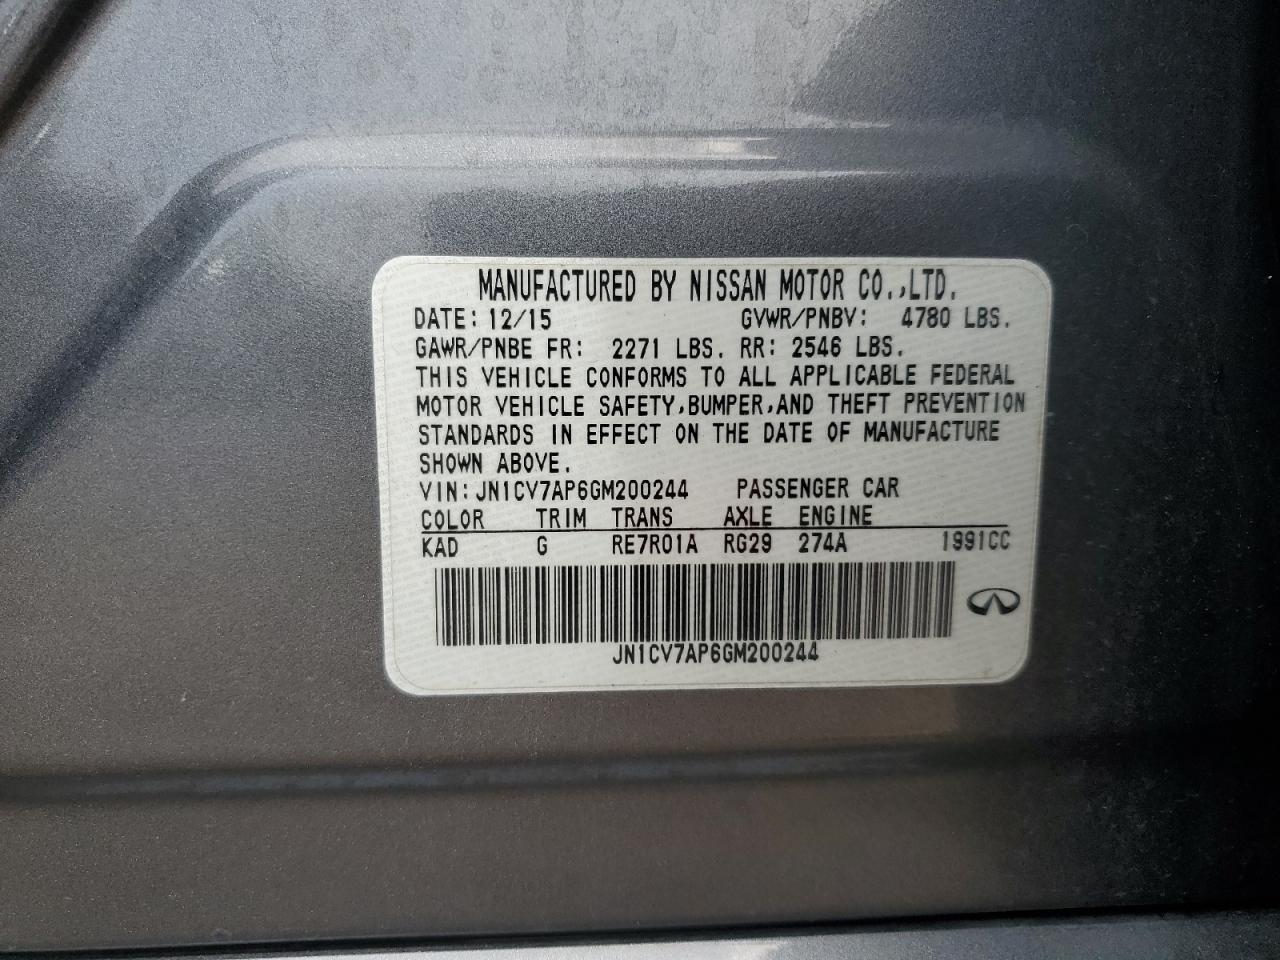 MANUFACTURED BY NISSAN MOTOR CO.,LTD.
DATE: 12/15 GVWR/PNBV: 4780 LBS.
GAWR/PNBE FR: 2271 LBS. RR: 2546 LBS.
THIS VEHICLE CONFORMS TO ALL APPLICABLE FEDERAL
MOTOR VEHICLE SAFETY,BUMPER,AND THEFT PREVENTION
STANDARDS IN EFFECT ON THE DATE OF MANUFACTURE
SHOWN ABOVE.
VIN: JN1CV7AP6GM200244 PASSENGER CAR
COLOR TRIM TRANS AXLE ENGINE
KAD G RE7R01A RG29 274A 1991CC
JN1CV7AP6GM200244